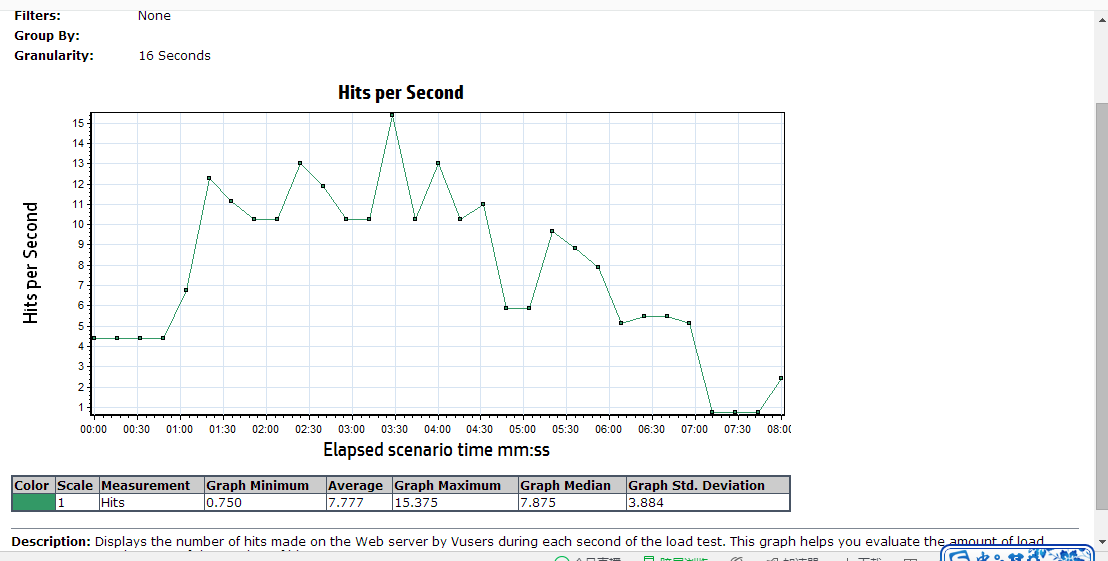 Filters: None
Group By:
Granularity: 16 Seconds
Hits per Second
Hits per Second
15
14
13
12
11
10
9
8
7
6
5
4
3
2
1
00:00 00:30 01:00 01:30 02:00 02:30 03:00 03:30 04:00 04:30 05:00 05:30 06:00 06:30 07:00 07:30 08:00
Elapsed scenario time mm:ss
Color Scale Measurement Graph Minimum Average Graph Maximum Graph Median Graph Std. Deviation
1 Hits 0.750 7.777 15.375 7.875 3.884
Description: Displays the number of hits made on the Web server by Vusers during each second of the load test. This graph helps you evaluate the amount of load